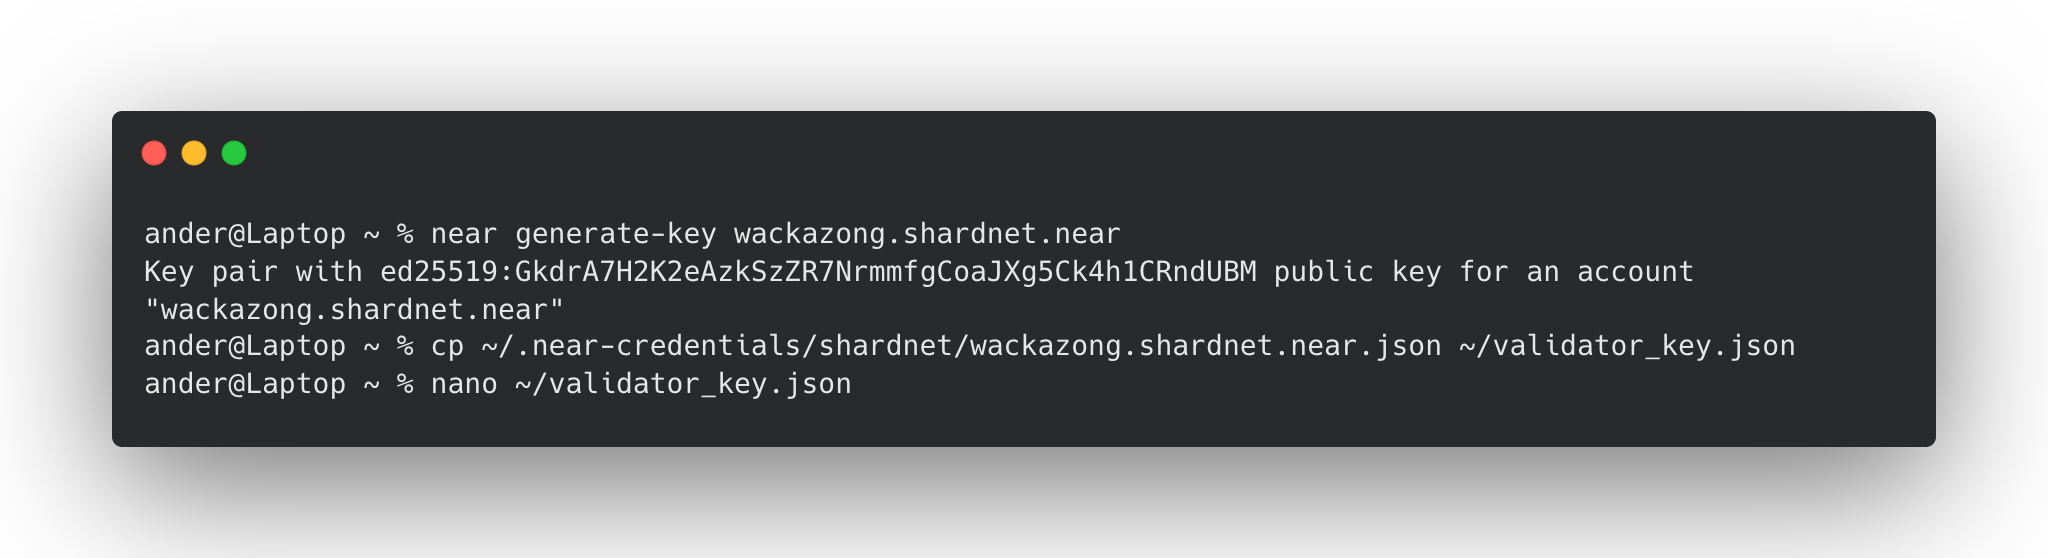 ander@Laptop ~ % near generate-key wackazong.shardnet.near
Key pair with ed25519:GkdrA7H2K2eAzkSzZR7NrmmfgCoaJXg5Ck4h1CRndUBM public key for an account
"wackazong.shardnet.near"
ander@Laptop ~ % cp ~/.near-credentials/shardnet/wackazong.shardnet.near.json ~/validator_key.json
ander@Laptop ~ % nano ~/validator_key.json